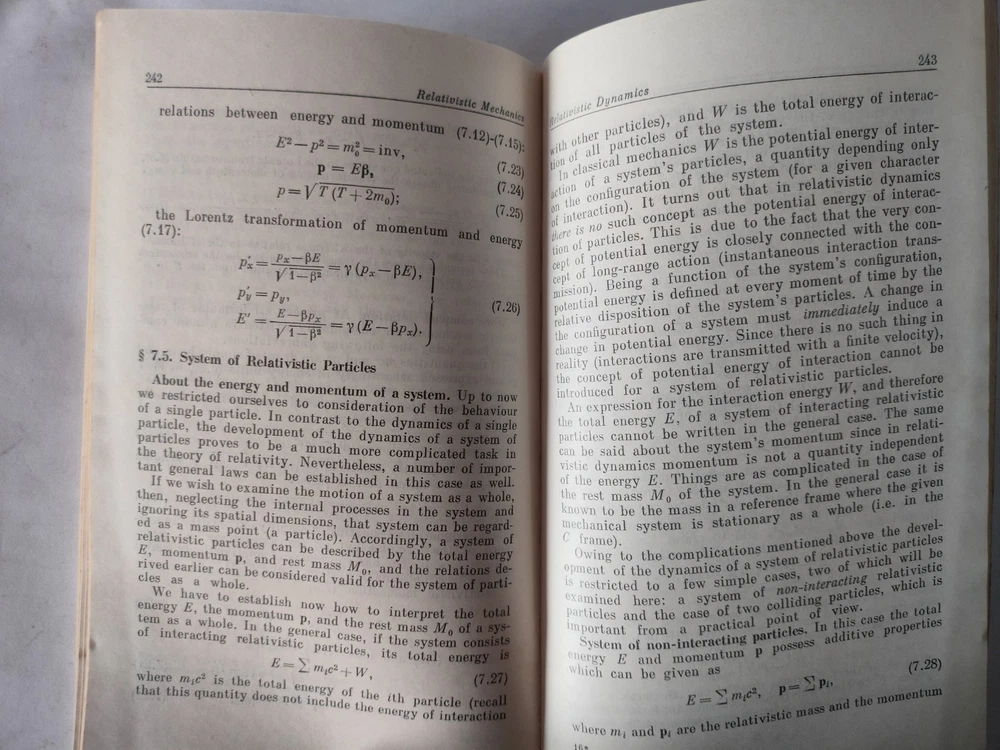 242
Relativistic Mechanics
relations between energy and momentum (7.12)-(7.15):
E² − p² = m₀² = inv, (7.23)
p = Eβ, (7.24)
p = √T (T + 2m₀); (7.25)
the Lorentz transformation of momentum and energy
(7.17):
p′ₓ = (pₓ − βE)/√(1 − β²) = γ (pₓ − βE),
p′ᵧ = pᵧ,
E′ = (E − βpₓ)/√(1 − β²) = γ (E − βpₓ). (7.26)
§ 7.5. System of Relativistic Particles
About the energy and momentum of a system. Up to now
we restricted ourselves to consideration of the behaviour
of a single particle. In contrast to the dynamics of a single
particle, the development of the dynamics of a system of
particles proves to be a much more complicated task in
the theory of relativity. Nevertheless, a number of impor-
tant general laws can be established in this case as well.
If we wish to examine the motion of a system as a whole,
then, neglecting the internal processes in the system and
ignoring its spatial dimensions, that system can be regard-
ed as a mass point (a particle). Accordingly, a system of
relativistic particles can be described by the total energy
E, momentum p, and rest mass M₀, and the relations de-
rived earlier can be considered valid for the system of parti-
cles as a whole.
We have to establish now how to interpret the total
energy E, the momentum p, and the rest mass M₀ of a sys-
tem as a whole. In the general case, if the system consists
of interacting relativistic particles, its total energy is
E = ∑ mᵢc² + W, (7.27)
where mᵢc² is the total energy of the ith particle (recall
that this quantity does not include the energy of interaction
243
Relativistic Dynamics
with other particles), and W is the total energy of interac-
tion of all particles of the system.
In classical mechanics W is the potential energy of inter-
action of a system's particles, a quantity depending only
on the configuration of the system (for a given character
of interaction). It turns out that in relativistic dynamics
there is no such concept as the potential energy of interac-
tion of particles. This is due to the fact that the very con-
cept of potential energy is closely connected with the con-
cept of long-range action (instantaneous interaction trans-
mission). Being a function of the system's configuration,
potential energy is defined at every moment of time by the
relative disposition of the system's particles. A change in
the configuration of a system must immediately induce a
change in potential energy. Since there is no such thing in
reality (interactions are transmitted with a finite velocity),
the concept of potential energy of interaction cannot be
introduced for a system of relativistic particles.
An expression for the interaction energy W, and therefore
the total energy E, of a system of interacting relativistic
particles cannot be written in the general case. The same
can be said about the system's momentum since in relati-
vistic dynamics momentum is not a quantity independent
of the energy E. Things are as complicated in the case of
the rest mass M₀ of the system. In the general case it is
known to be the mass in a reference frame where the given
mechanical system is stationary as a whole (i.e. in the
C frame).
Owing to the complications mentioned above the devel-
opment of the dynamics of a system of relativistic particles
is restricted to a few simple cases, two of which will be
examined here: a system of non-interacting relativistic
particles and the case of two colliding particles, which is
important from a practical point of view.
System of non-interacting particles. In this case the total
energy E and momentum p possess additive properties
which can be given as
E = ∑ mᵢc², p = ∑ pᵢ, (7.28)
where mᵢ and pᵢ are the relativistic mass and the momentum
16*